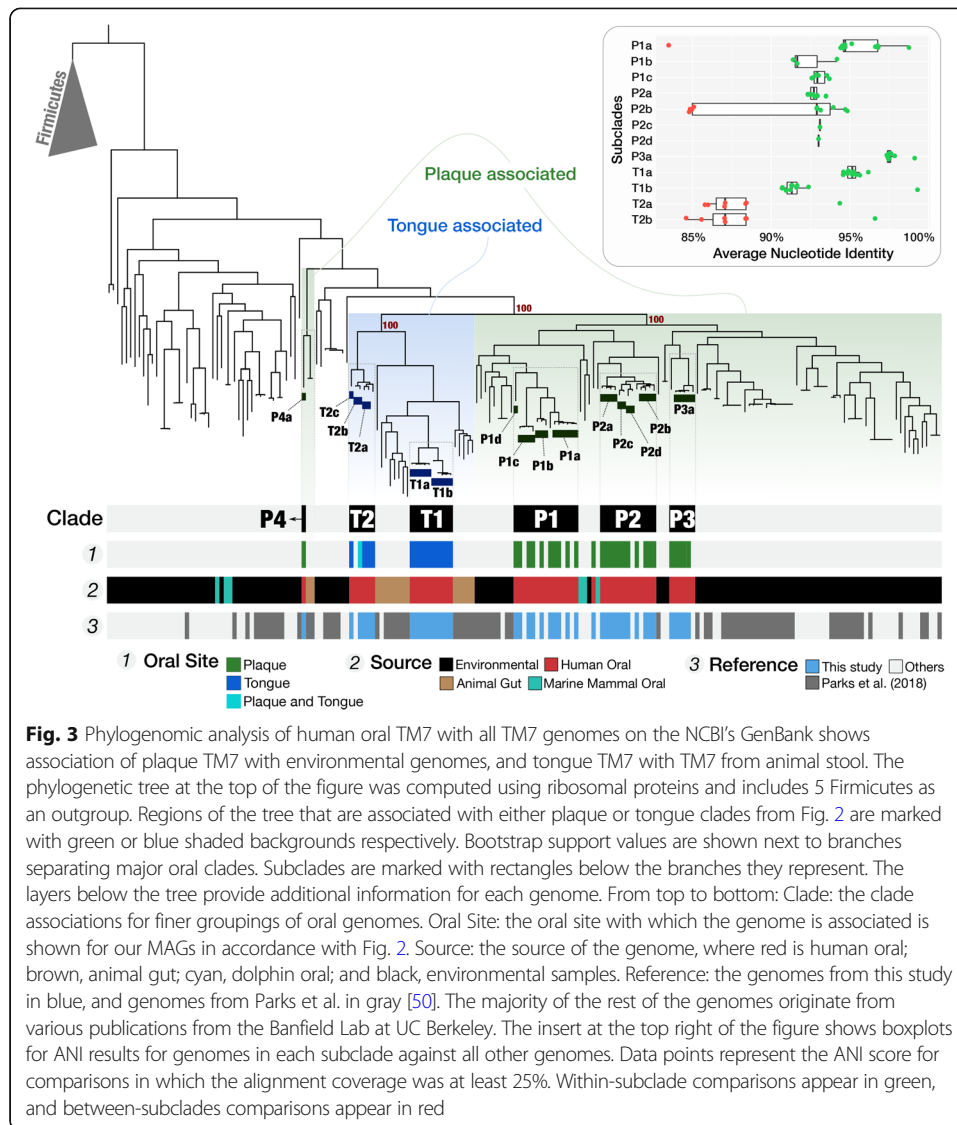 Firmicutes
Plaque associated
Tongue associated
Subclades
P1a
P1b
P1c
P2a
P2b
P2c
P2d
P3a
T1a
T1b
T2a
T2b
85% 90% 95% 100%
Average Nucleotide Identity
100
100
100
P4a
T2c
T2b
T2a
T1a
T1b
P1d
P1c
P1b
P1a
P2a
P2c
P2d
P2b
P3a
Clade P4 T2 T1 P1 P2 P3
1
2
3
1 Oral Site
Plaque
Tongue
Plaque and Tongue
2 Source
Environmental
Human Oral
Animal Gut
Marine Mammal Oral
3 Reference
This study
Others
Parks et al. (2018)
Fig. 3 Phylogenomic analysis of human oral TM7 with all TM7 genomes on the NCBI's GenBank shows
association of plaque TM7 with environmental genomes, and tongue TM7 with TM7 from animal stool. The
phylogenetic tree at the top of the figure was computed using ribosomal proteins and includes 5 Firmicutes as
an outgroup. Regions of the tree that are associated with either plaque or tongue clades from Fig. 2 are marked
with green or blue shaded backgrounds respectively. Bootstrap support values are shown next to branches
separating major oral clades. Subclades are marked with rectangles below the branches they represent. The
layers below the tree provide additional information for each genome. From top to bottom: Clade: the clade
associations for finer groupings of oral genomes. Oral Site: the oral site with which the genome is associated is
shown for our MAGs in accordance with Fig. 2. Source: the source of the genome, where red is human oral;
brown, animal gut; cyan, dolphin oral; and black, environmental samples. Reference: the genomes from this study
in blue, and genomes from Parks et al. in gray [50]. The majority of the rest of the genomes originate from
various publications from the Banfield Lab at UC Berkeley. The insert at the top right of the figure shows boxplots
for ANI results for genomes in each subclade against all other genomes. Data points represent the ANI score for
comparisons in which the alignment coverage was at least 25%. Within-subclade comparisons appear in green,
and between-subclades comparisons appear in red